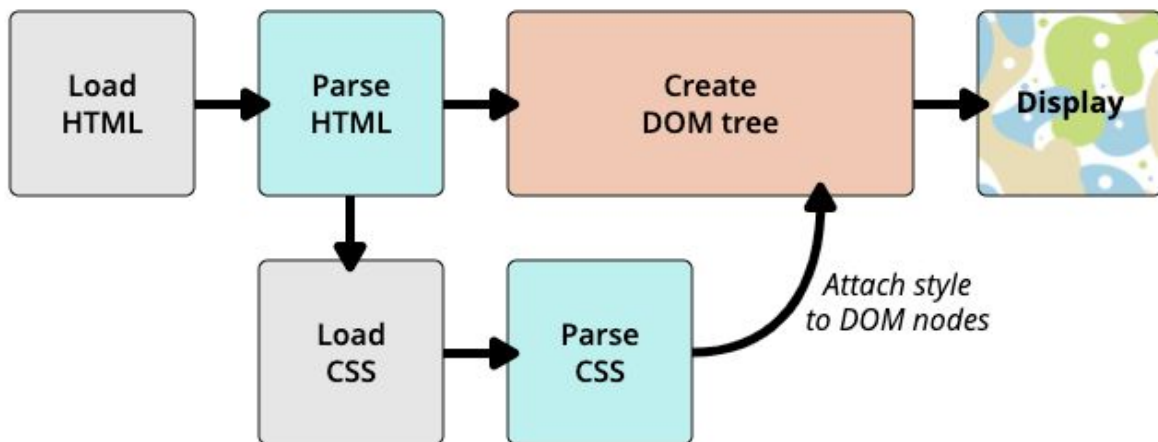 Load
HTML
Parse
HTML
Create
DOM tree
Display
Load
CSS
Parse
CSS
Attach style
to DOM nodes